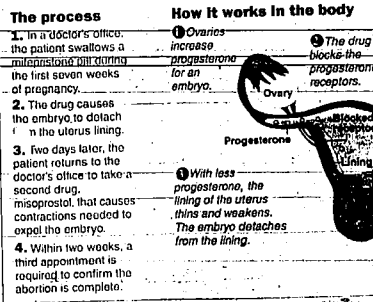 The process
1. In a doctor's office,
the patient swallows a
mifepristone pill during
the first seven weeks
of pregnancy.
2. The drug causes
the embryo to detach
n the uterus lining.
3. Two days later, the
patient returns to the
doctor's office to take a
second drug,
misoprostol, that causes
contractions needed to
expel the embryo.
4. Within two weeks, a
third appointment is
required to confirm the
abortion is complete.
How it works in the body
1 Ovaries
increase
progesterone
for an
embryo.
2 The drug
blocks the
progesteron
receptors.
Ovary
Progesterone
Blocked
receptor
Lining
With less
progesterone, the
lining of the uterus
thins and weakens.
The embryo detaches
from the lining.